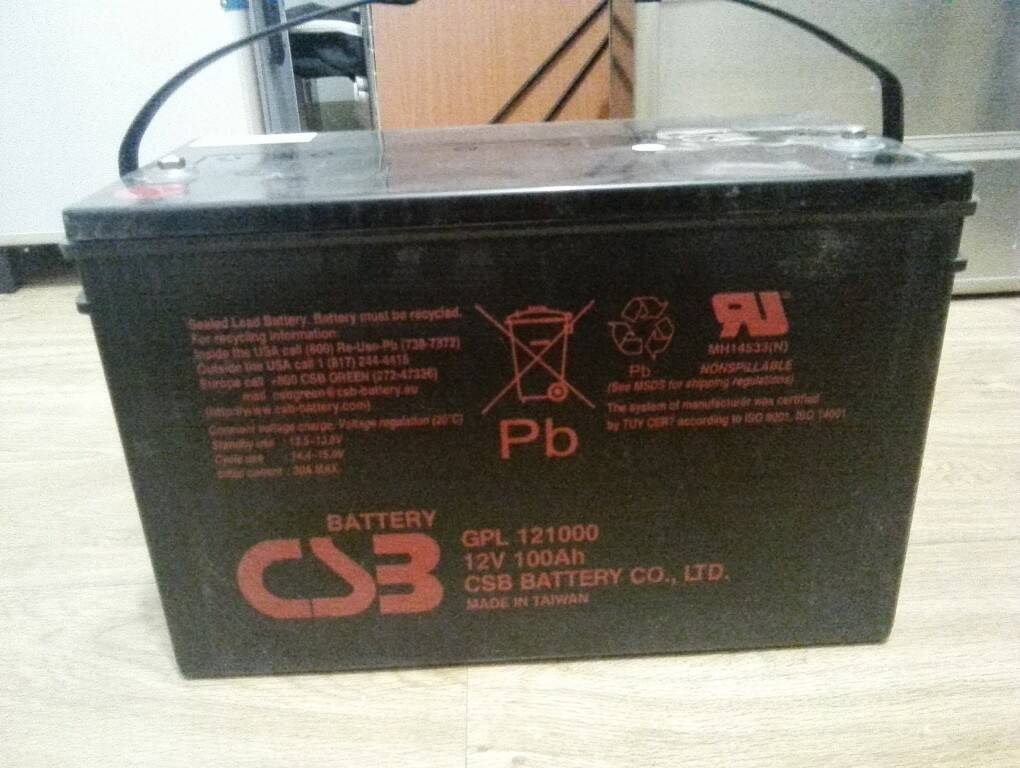 Sealed Lead Battery. Battery must be recycled.
For recycling information:
Inside the USA call (800) Re-Use-Pb (738-7372)
Outside the USA call 1 (817) 244-4415
Europe call +800 CSB GREEN (272-47336)
mail @csb-battery.eu
(http://www.csb-battery.com)
Constant voltage charge. Voltage regulation (20°C)
Standby use : 13.5~13.8V
Cycle use : 14.4~15.0V
Initial current : 30A MAX.
Pb
Pb
RU
MH14533(N)
NONSPILLABLE
(See MSDS for shipping regulations)
The system of manufacturer was certified
by TUV CERT according to ISO 9001, ISO 14001
BATTERY
CSB
GPL 121000
12V 100Ah
CSB BATTERY CO., LTD.
MADE IN TAIWAN